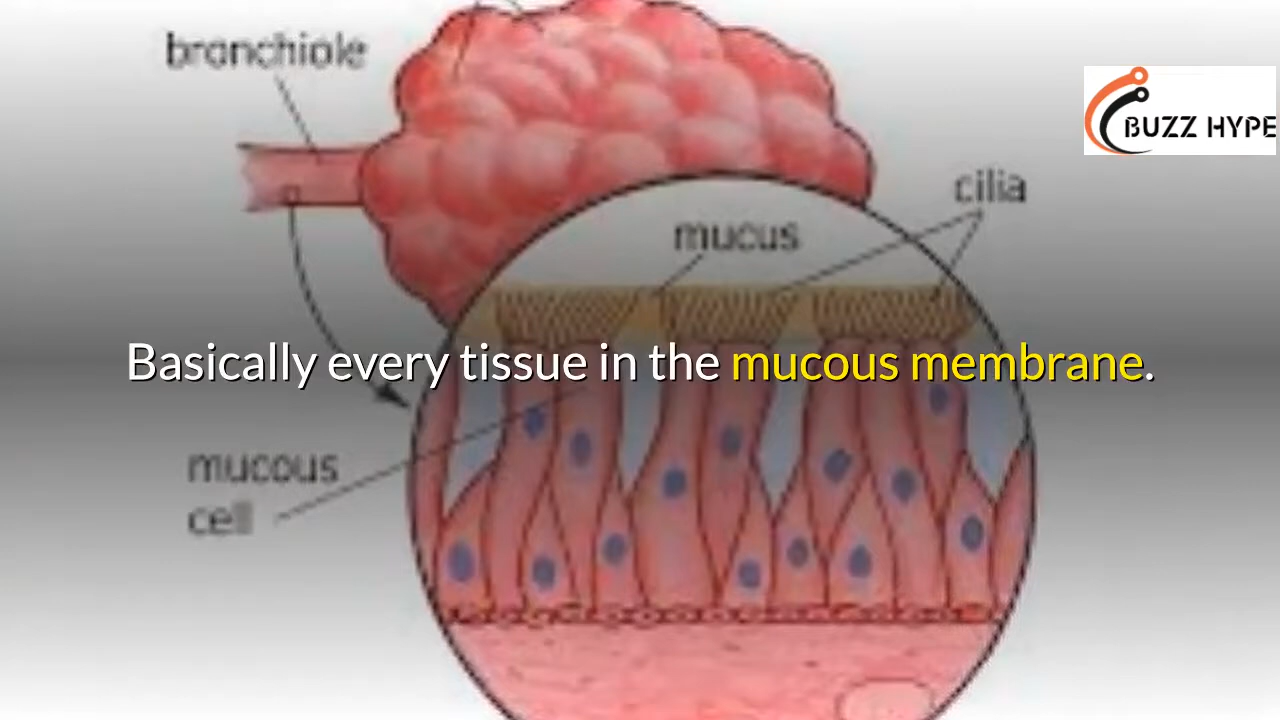 bronchiole
BUZZ HYPE
cilia
mucus
Basically every tissue in the mucous membrane.
mucous
cell